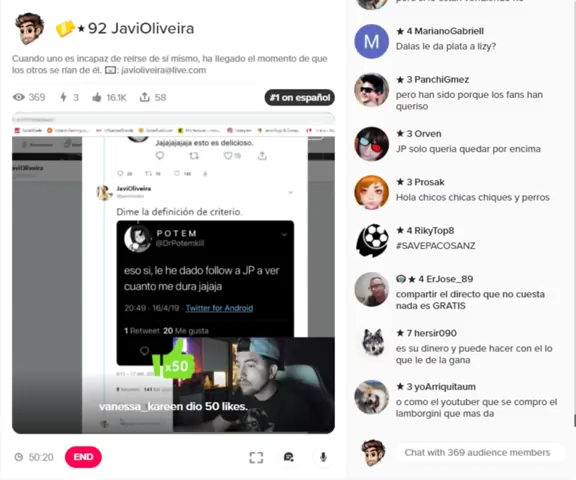 92 JaviOliveira
Cuando uno es incapaz de reírse de sí mismo, ha llegado el momento de que
los otros se rían de él. javioliveira@live.com
369 3 16.1K 58 #1 on español
Jajajajaja esto es delicioso.
JaviOliveira
Dime la definición de criterio.
POTEM
@DrPotemkill
eso si, le he dado follow a JP a ver
cuanto me dura jajaja
20:49 · 16/4/19 · Twitter for Android
1 Retweet 20 Me gusta
x50
vanessa_kareen dio 50 likes.
50:20 END
4 MarianoGabriell
Dalas le da plata a lizy?
3 PanchiGmez
pero han sido porque los fans han
queriso
3 Orven
JP solo queria quedar por encima
3 Prosak
Hola chicos chicas chiques y perros
4 RikyTop8
#SAVEPACOSANZ
4 ErJose_89
compartir el directo que no cuesta
nada es GRATIS
7 hersir090
es su dinero y puede hacer con el lo
que le de la gana
3 yoArriquitaum
o como el youtuber que se compro el
lamborgini que mas da
Chat with 369 audience members